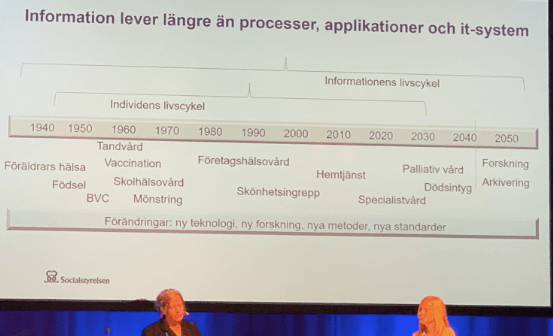 Information lever längre än processer, applikationer och it-system
Informationens livscykel
Individens livscykel
1940 1950 1960 1970 1980 1990 2000 2010 2020 2030 2040 2050
Tandvård
Föräldrars hälsa Vaccination Företagshälsovård Hemtjänst Palliativ vård Forskning
Födsel Skolhälsovård Skönhetsingrepp Dödsintyg Arkivering
BVC Mönstring Specialistvård
Förändringar: ny teknologi, ny forskning, nya metoder, nya standarder
Socialstyrelsen